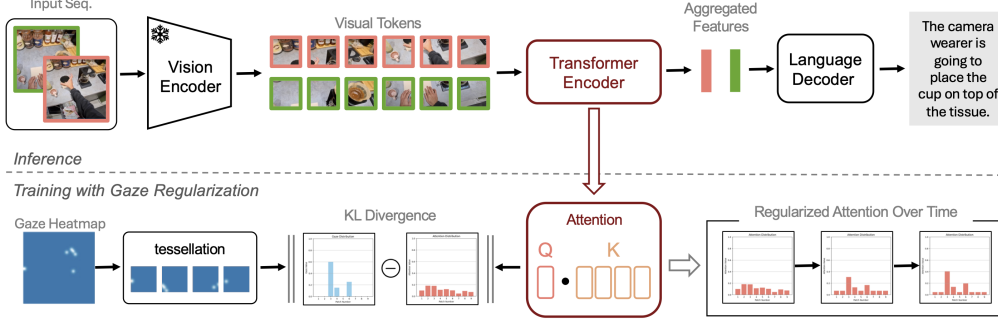 Input Seq.
Vision
Encoder
Visual Tokens
Transformer
Encoder
Aggregated
Features
Language
Decoder
The camera
wearer is
going to
place the
cup on top of
the tissue.
Inference
Training with Gaze Regularization
Gaze Heatmap
tessellation
KL Divergence
Attention
Q
K
Regularized Attention Over Time